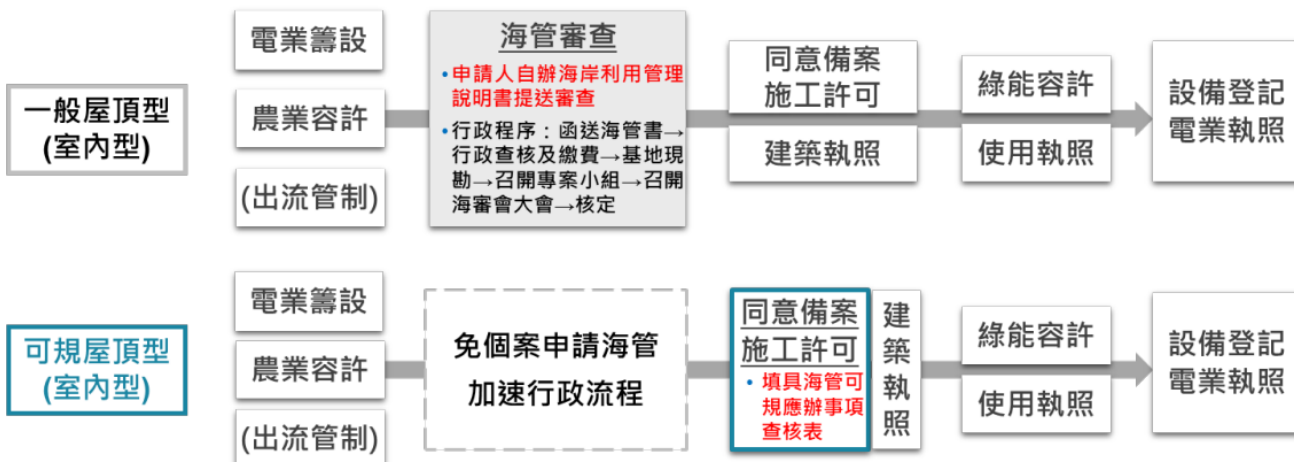 一般屋頂型
(室內型)
電業籌設
農業容許
(出流管制)
海管審查
•申請人自辦海岸利用管理
說明書提送審查
•行政程序：函送海管書→
行政查核及繳費→基地現
勘→召開專案小組→召開
海審會大會→核定
同意備案
施工許可
建築執照
綠能容許
使用執照
設備登記
電業執照
可規屋頂型
(室內型)
電業籌設
農業容許
(出流管制)
免個案申請海管
加速行政流程
同意備案
施工許可
•填具海管可
規應辦事項
查核表
建
築
執
照
綠能容許
使用執照
設備登記
電業執照